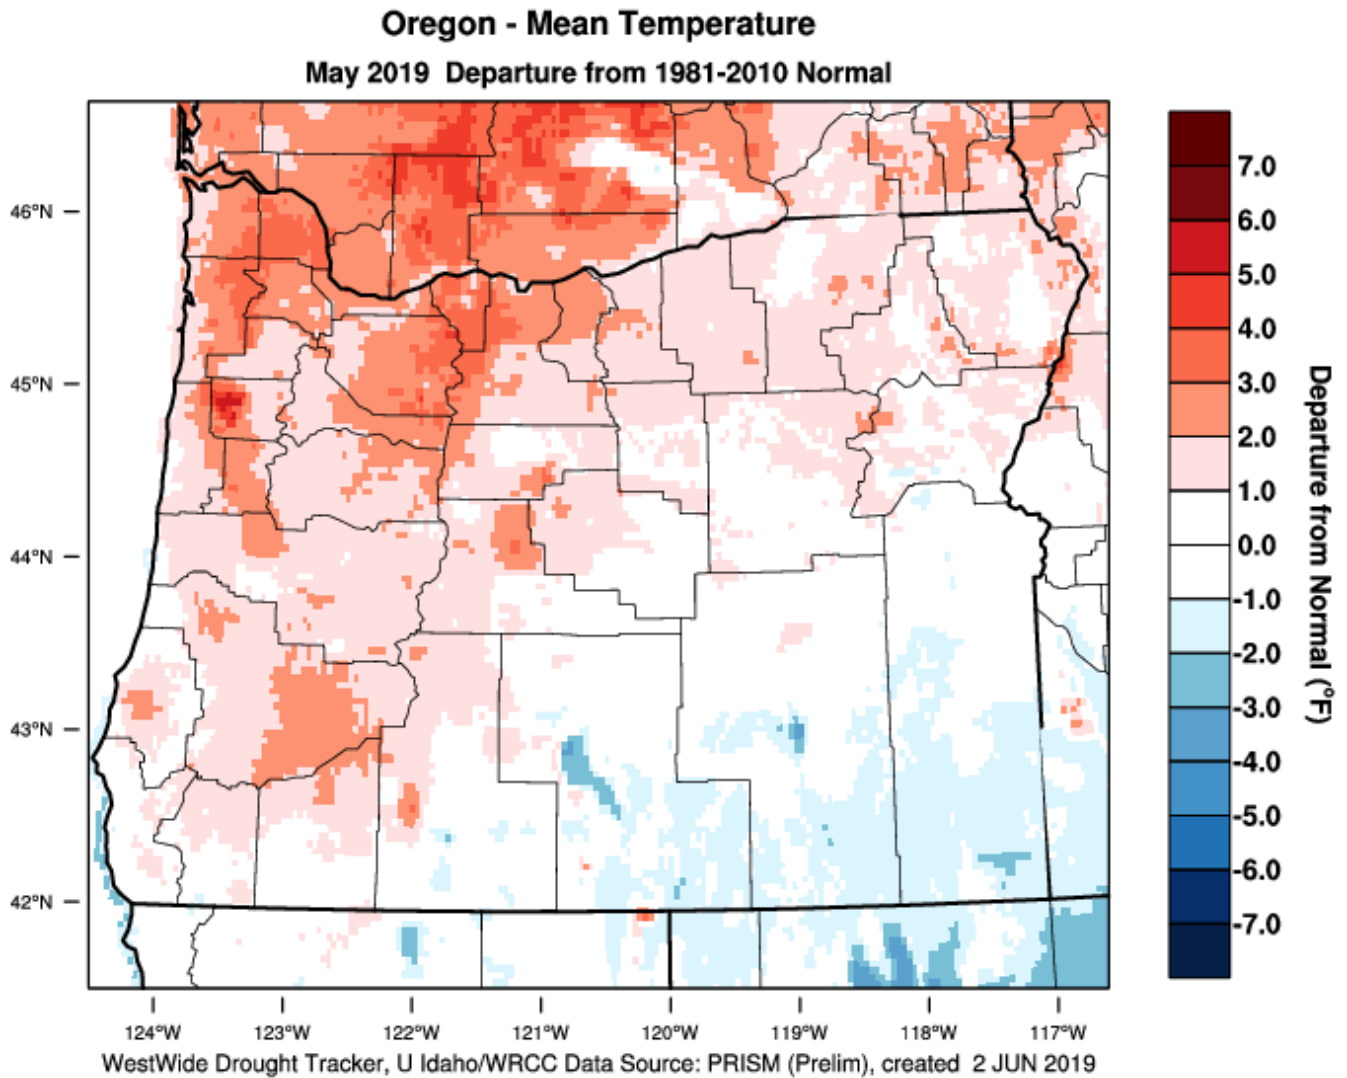 Oregon - Mean Temperature
May 2019  Departure from 1981-2010 Normal
46°N
45°N
44°N
43°N
42°N
124°W
123°W
122°W
121°W
120°W
119°W
118°W
117°W
7.0
6.0
5.0
4.0
3.0
2.0
1.0
0.0
-1.0
-2.0
-3.0
-4.0
-5.0
-6.0
-7.0
Departure from Normal (°F)
WestWide Drought Tracker, U Idaho/WRCC Data Source: PRISM (Prelim), created  2 JUN 2019